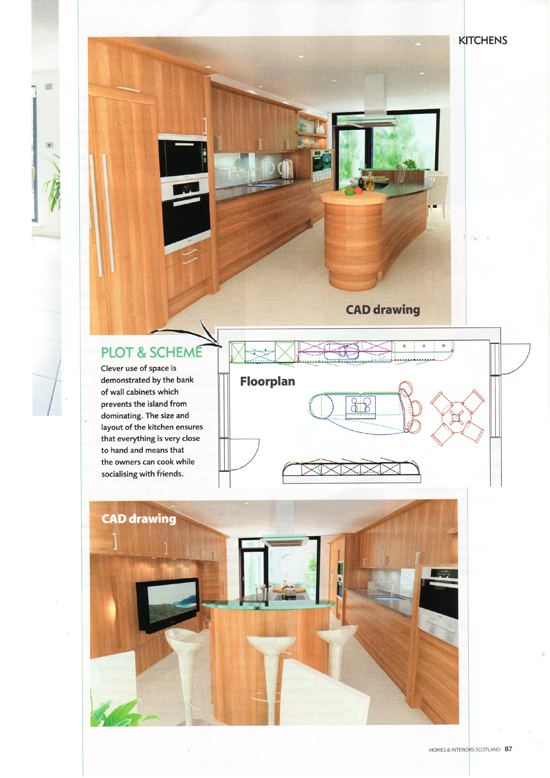 KITCHENS
CAD drawing
PLOT & SCHEME
Clever use of space is
demonstrated by the bank
of wall cabinets which
prevents the island from
dominating. The size and
layout of the kitchen ensures
that everything is very close
to hand and means that
the owners can cook while
socialising with friends.
Floorplan
CAD drawing
HOMES & INTERIORS SCOTLAND 87